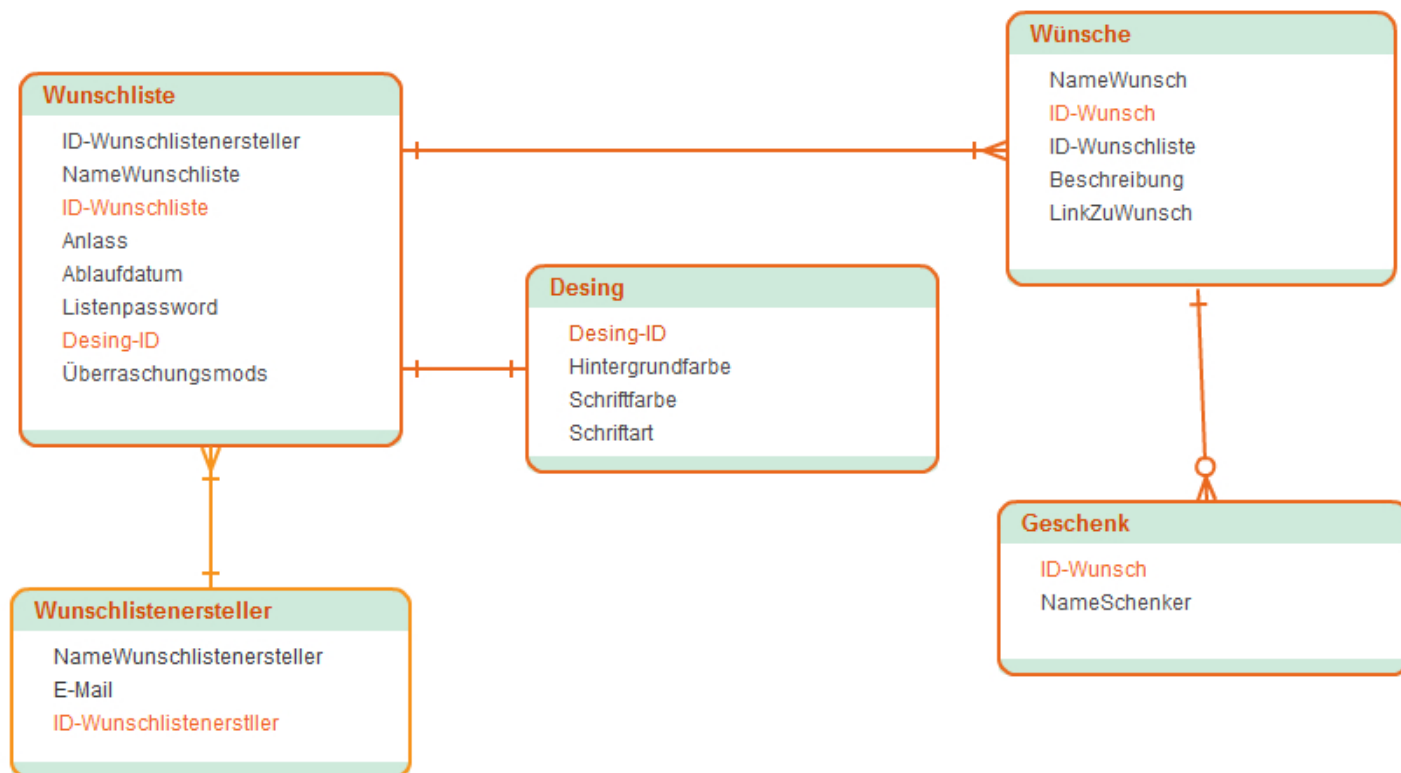 Wunschliste
ID-Wunschlistenersteller
NameWunschliste
ID-Wunschliste
Anlass
Ablaufdatum
Listenpassword
Desing-ID
Überraschungsmods
Wünsche
NameWunsch
ID-Wunsch
ID-Wunschliste
Beschreibung
LinkZuWunsch
Desing
Desing-ID
Hintergrundfarbe
Schriftfarbe
Schriftart
Geschenk
ID-Wunsch
NameSchenker
Wunschlistenersteller
NameWunschlistenersteller
E-Mail
ID-Wunschlistenerstller